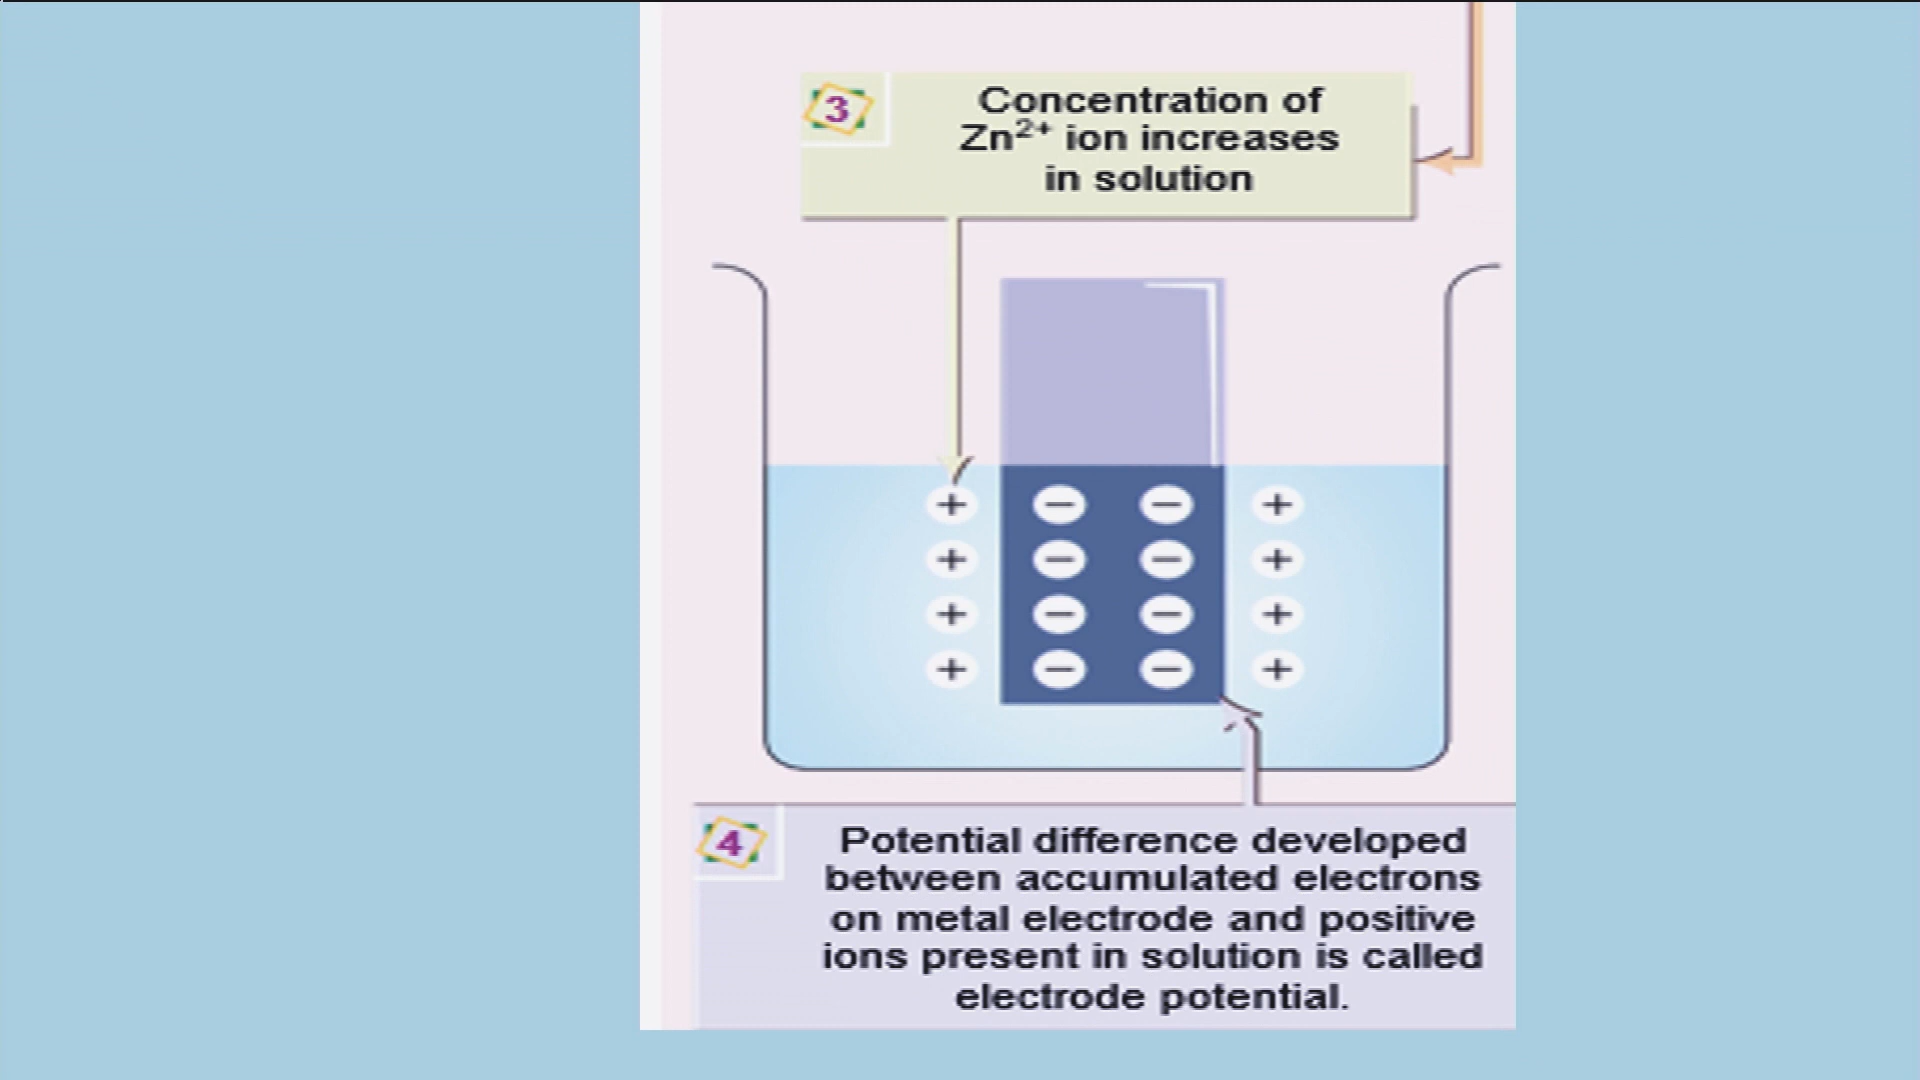 3
Concentration of
Zn²⁺ ion increases
in solution
+ − − +
+ − − +
+ − − +
+ − − +
4
Potential difference developed
between accumulated electrons
on metal electrode and positive
ions present in solution is called
electrode potential.